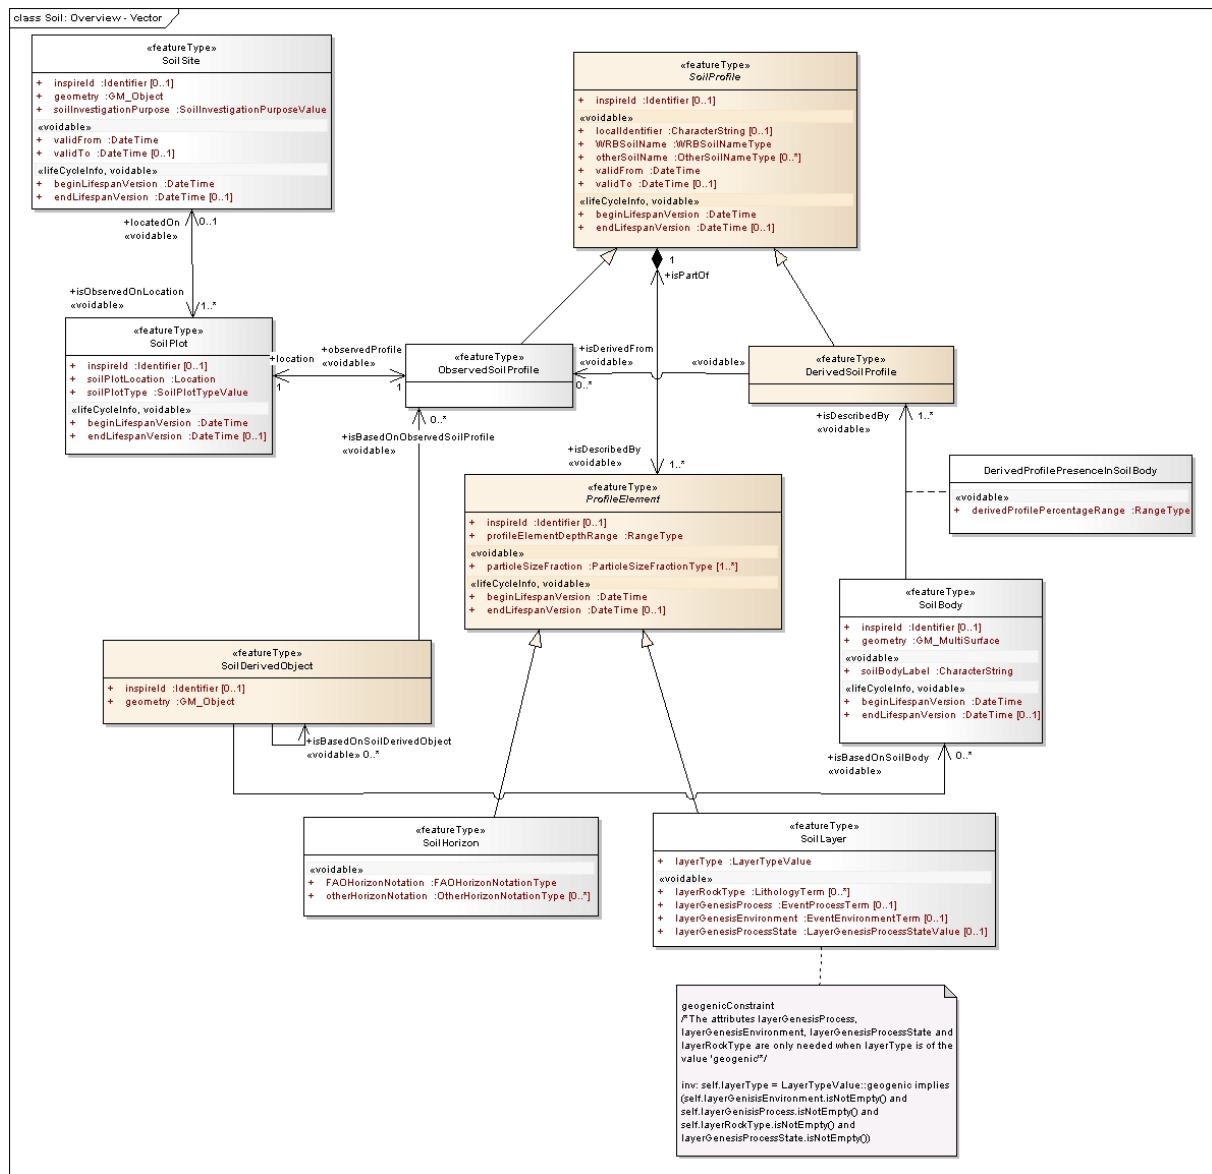 class Soil: Overview - Vector
«featureType»
SoilSite
+ inspireId :Identifier [0..1]
+ geometry :GM_Object
+ soilInvestigationPurpose :SoilInvestigationPurposeValue
«voidable»
+ validFrom :DateTime
+ validTo :DateTime [0..1]
«lifeCycleInfo, voidable»
+ beginLifespanVersion :DateTime
+ endLifespanVersion :DateTime [0..1]
«featureType»
SoilProfile
+ inspireId :Identifier [0..1]
«voidable»
+ localIdentifier :CharacterString [0..1]
+ WRBSoilName :WRBSoilNameType
+ otherSoilName :OtherSoilNameType [0..*]
+ validFrom :DateTime
+ validTo :DateTime [0..1]
«lifeCycleInfo, voidable»
+ beginLifespanVersion :DateTime
+ endLifespanVersion :DateTime [0..1]
+locatedOn
«voidable»
0..1
+isObservedOnLocation
«voidable»
1..*
1
+isPartOf
«featureType»
SoilPlot
+ inspireId :Identifier [0..1]
+ soilPlotLocation :Location
+ soilPlotType :SoilPlotTypeValue
«lifeCycleInfo, voidable»
+ beginLifespanVersion :DateTime
+ endLifespanVersion :DateTime [0..1]
+location
1
+observedProfile
«voidable»
1
«featureType»
ObservedSoilProfile
+isDerivedFrom
«voidable»
0..*
«voidable»
«featureType»
DerivedSoilProfile
0..*
+isBasedOnObservedSoilProfile
«voidable»
+isDescribedBy
«voidable»
1..*
+isDescribedBy
«voidable»
1..*
DerivedProfilePresenceInSoilBody
«voidable»
+ derivedProfilePercentageRange :RangeType
«featureType»
ProfileElement
+ inspireId :Identifier [0..1]
+ profileElementDepthRange :RangeType
«voidable»
+ particleSizeFraction :ParticleSizeFractionType [1..*]
«lifeCycleInfo, voidable»
+ beginLifespanVersion :DateTime
+ endLifespanVersion :DateTime [0..1]
«featureType»
SoilBody
+ inspireId :Identifier [0..1]
+ geometry :GM_MultiSurface
«voidable»
+ soilBodyLabel :CharacterString
«lifeCycleInfo, voidable»
+ beginLifespanVersion :DateTime
+ endLifespanVersion :DateTime [0..1]
«featureType»
SoilDerivedObject
+ inspireId :Identifier [0..1]
+ geometry :GM_Object
+isBasedOnSoilDerivedObject
«voidable» 0..*
+isBasedOnSoilBody
«voidable»
0..*
«featureType»
SoilHorizon
«voidable»
+ FAOHorizonNotation :FAOHorizonNotationType
+ otherHorizonNotation :OtherHorizonNotationType [0..*]
«featureType»
SoilLayer
+ layerType :LayerTypeValue
«voidable»
+ layerRockType :LithologyTerm [0..*]
+ layerGenesisProcess :EventProcessTerm [0..1]
+ layerGenesisEnvironment :EventEnvironmentTerm [0..1]
+ layerGenesisProcessState :LayerGenesisProcessStateValue [0..1]
geogenicConstraint
/*The attributes layerGenesisProcess,
layerGenesisEnvironment, layerGenesisProcessState and
layerRockType are only needed when layerType is of the
value 'geogenic'*/
inv: self.layerType = LayerTypeValue::geogenic implies
(self.layerGenisisEnvironment.isNotEmpty() and
self.layerGenisisProcess.isNotEmpty() and
self.layerRockType.isNotEmpty() and
layerGenesisProcessState.isNotEmpty())